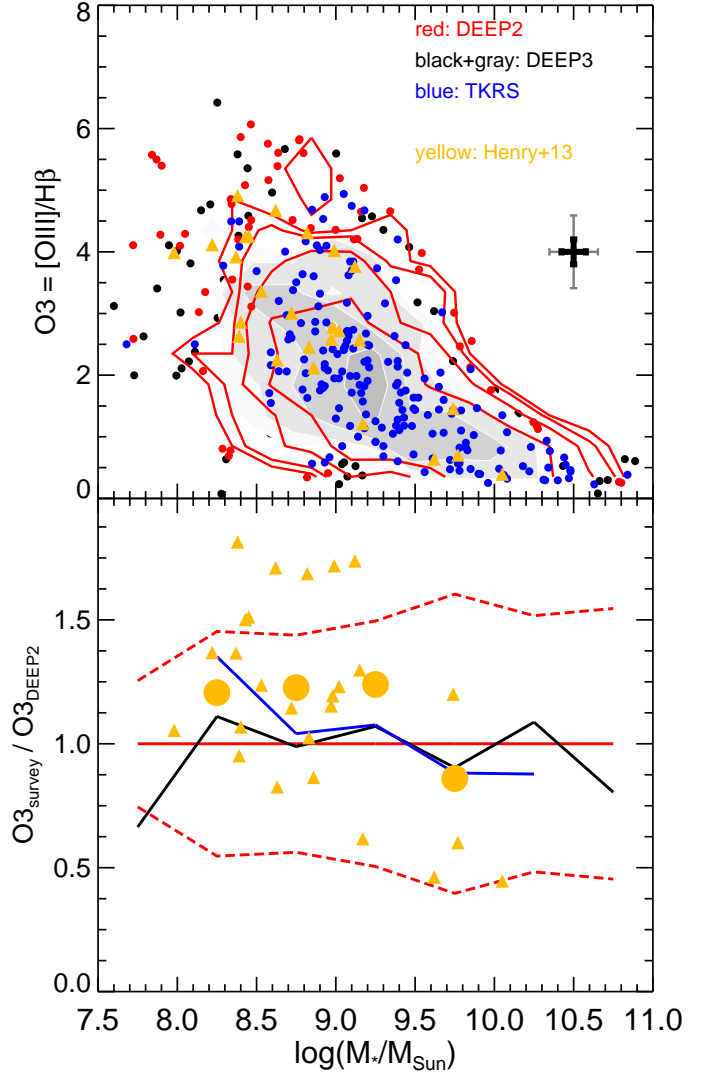 8
red: DEEP2
black+gray: DEEP3
blue: TKRS
6
yellow: Henry+13
4
2
0
O3 = [OIII]/Hβ
1.5
1.0
0.5
0.0
O3survey / O3DEEP2
7.5 8.0 8.5 9.0 9.5 10.0 10.5 11.0
log(M*/MSun)